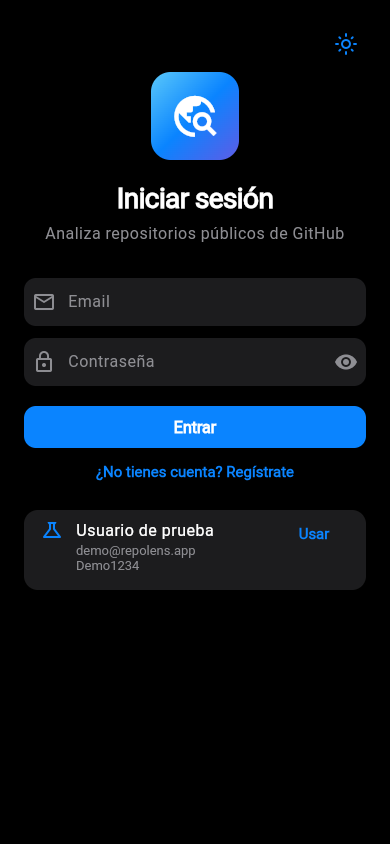 Iniciar sesión
Analiza repositorios públicos de GitHub
Email
Contraseña
Entrar
¿No tienes cuenta? Regístrate
Usuario de prueba
Usar
demo@repolens.app
Demo1234